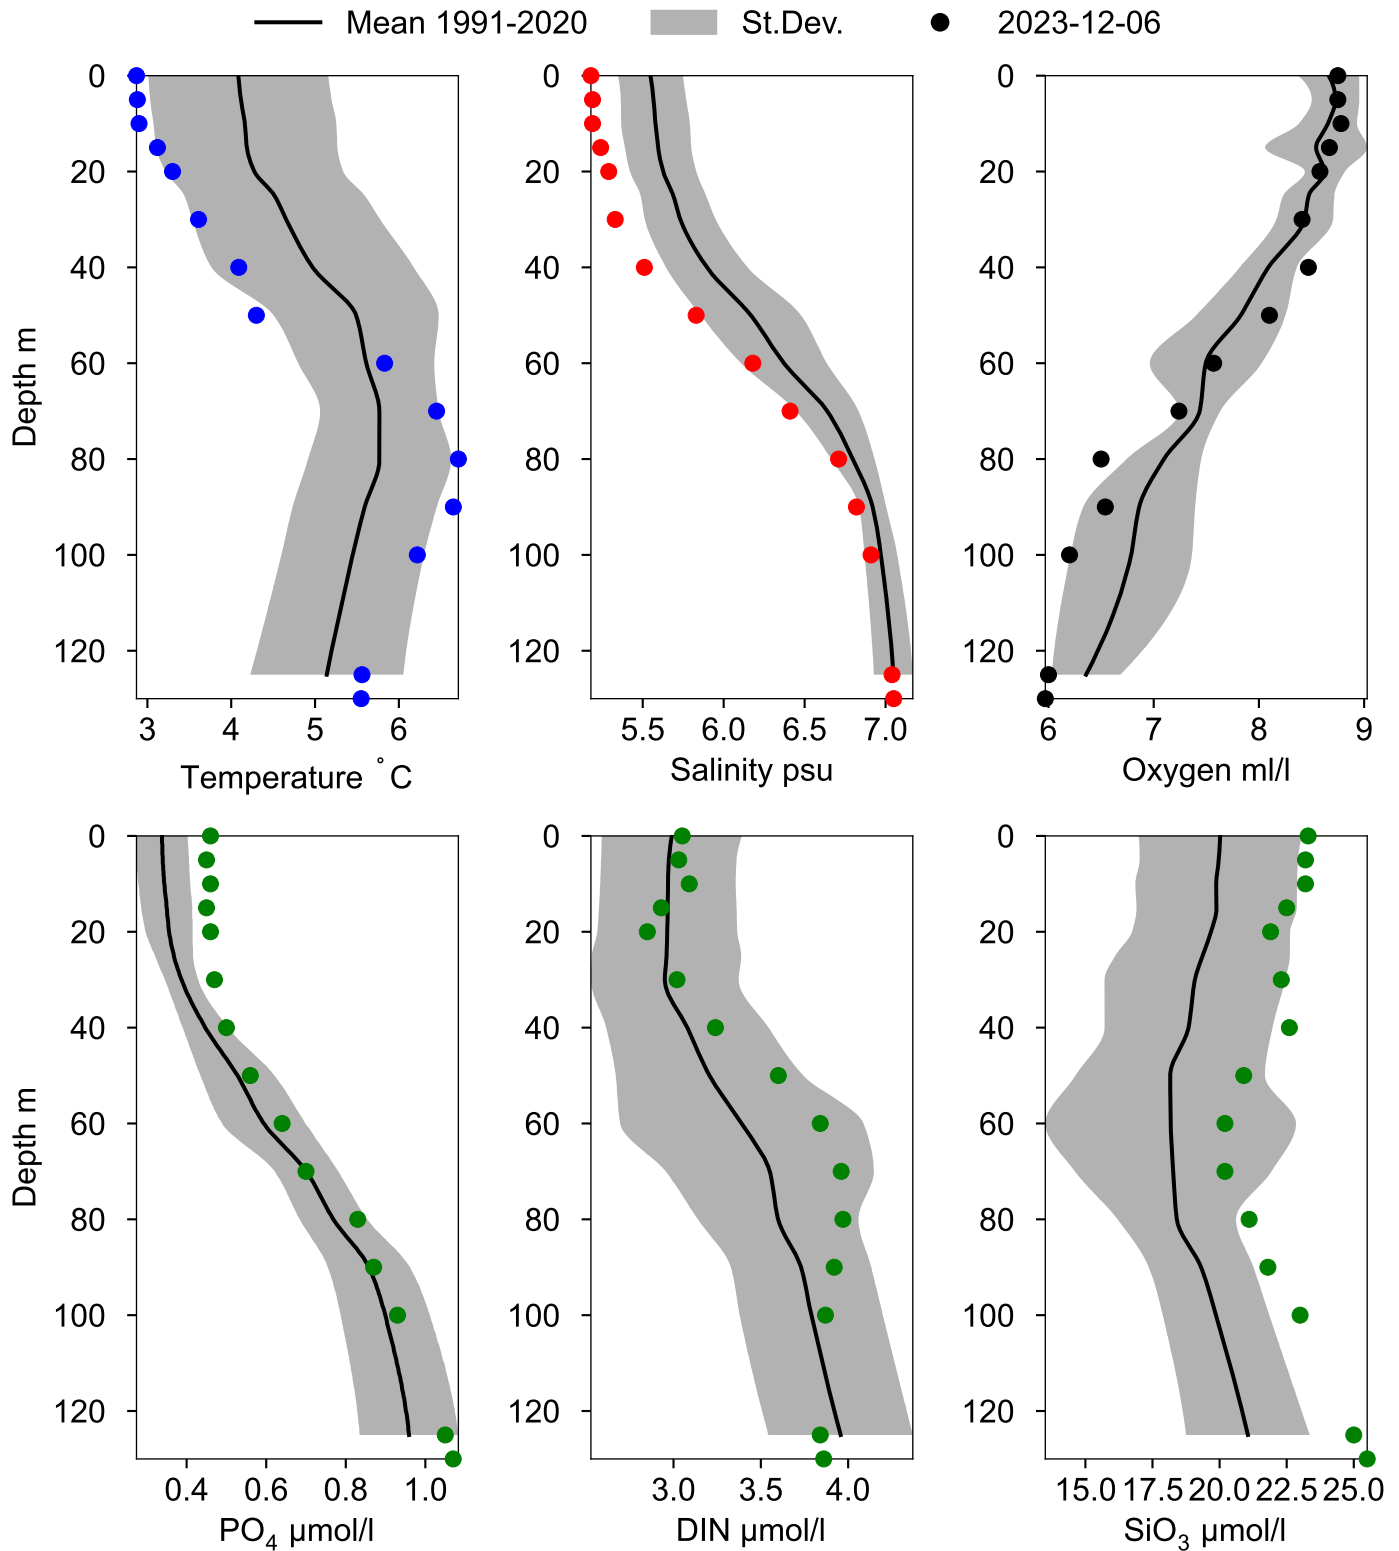 Mean 1991-2020 St.Dev. 2023-12-06
0 0 0
20 20 20
40 40 40
Depth m
60 60 60
80 80 80
100 100 100
120 120 120
3 4 5 6 5.5 6.0 6.5 7.0 6 7 8 9
Temperature °C Salinity psu Oxygen ml/l
0 0 0
20 20 20
40 40 40
Depth m
60 60 60
80 80 80
100 100 100
120 120 120
0.4 0.6 0.8 1.0 3.0 3.5 4.0 15.0 17.5 20.0 22.5 25.0
PO₄ μmol/l DIN μmol/l SiO₃ μmol/l